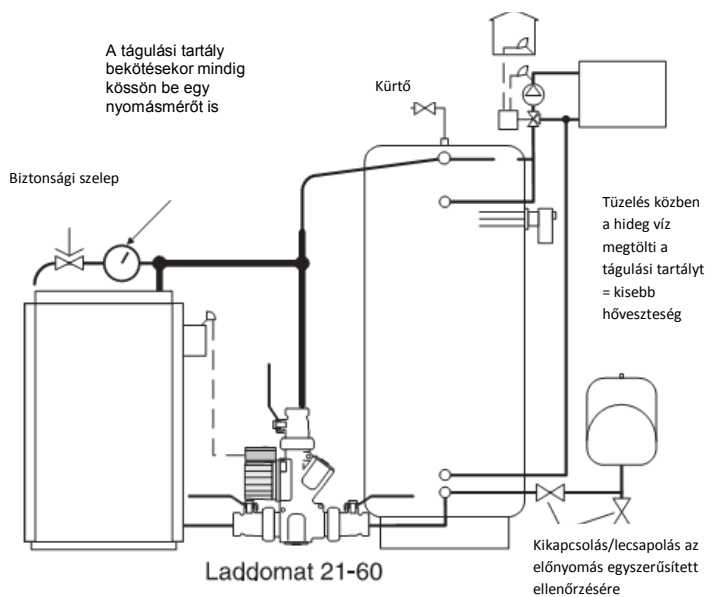 A tágulási tartály
bekötésekor mindig
kössön be egy
nyomásmérőt is
Kürtő
Biztonsági szelep
Tüzelés közben
a hideg víz
megtölti a
tágulási tartályt
= kisebb
hőveszteség
Kikapcsolás/lecsapolás az
előnyomás egyszerűsített
ellenőrzésére
Laddomat 21-60